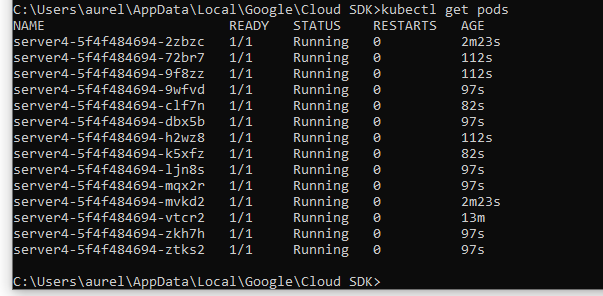 C:\Users\aurel\AppData\Local\Google\Cloud SDK>kubectl get pods
NAME READY STATUS RESTARTS AGE
server4-5f4f484694-2zbzc 1/1 Running 0 2m23s
server4-5f4f484694-72br7 1/1 Running 0 112s
server4-5f4f484694-9f8zz 1/1 Running 0 112s
server4-5f4f484694-9wfvd 1/1 Running 0 97s
server4-5f4f484694-clf7n 1/1 Running 0 82s
server4-5f4f484694-dbx5b 1/1 Running 0 97s
server4-5f4f484694-h2wz8 1/1 Running 0 112s
server4-5f4f484694-k5xfz 1/1 Running 0 82s
server4-5f4f484694-ljn8s 1/1 Running 0 97s
server4-5f4f484694-mqx2r 1/1 Running 0 97s
server4-5f4f484694-mvkd2 1/1 Running 0 2m23s
server4-5f4f484694-vtcr2 1/1 Running 0 13m
server4-5f4f484694-zkh7h 1/1 Running 0 97s
server4-5f4f484694-ztks2 1/1 Running 0 97s
C:\Users\aurel\AppData\Local\Google\Cloud SDK>